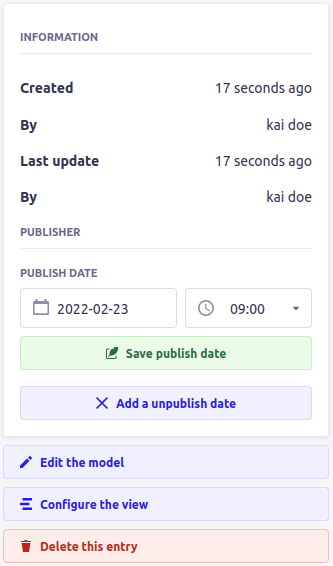 INFORMATION
Created 17 seconds ago
By kai doe
Last update 17 seconds ago
By kai doe
PUBLISHER
PUBLISH DATE
2022-02-23 09:00
Save publish date
Add a unpublish date
Edit the model
Configure the view
Delete this entry